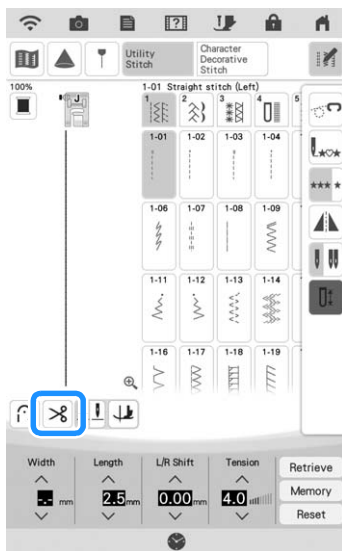 Utility
Stitch
Character
Decorative
Stitch
100%
J
1-01 Straight stitch (Left)
1 2 3 4 5
1-01 1-02 1-03 1-04
1-06 1-07 1-08 1-09
1-11 1-12 1-13 1-14
1-16 1-17 1-18 1-19
Width Length L/R Shift Tension
Retrieve
-.- mm 2.5 mm 0.00 mm 4.0
Memory
Reset